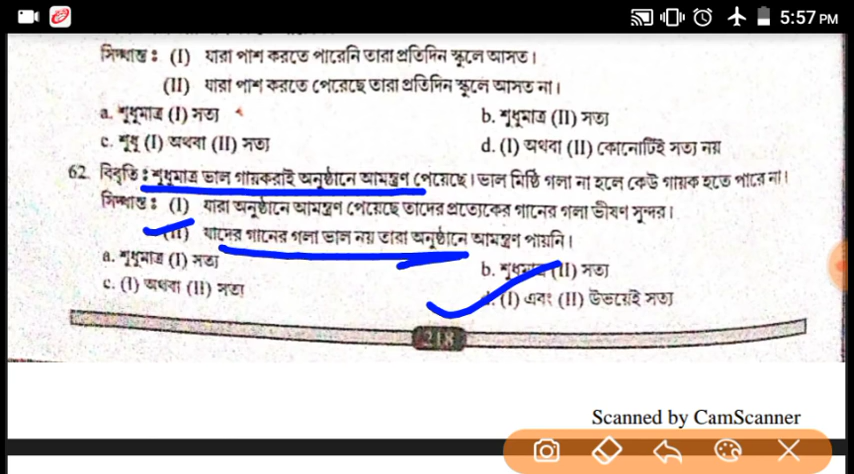 5:57 PM
সিদ্ধান্ত ঃ (I) যারা পাশ করতে পারেনি তারা প্রতিদিন স্কুলে আসত।
(II) যারা পাশ করতে পেরেছে তারা প্রতিদিন স্কুলে আসত না।
a. শুধুমাত্র (I) সত্য b. শুধুমাত্র (II) সত্য
c. শুধু (I) অথবা (II) সত্য d. (I) অথবা (II) কোনোটিই সত্য নয়
62 বিবৃতি ঃ শুধুমাত্র ভাল গায়করাই অনুষ্ঠানে আমন্ত্রণ পেয়েছে। ভাল মিষ্ঠি গলা না হলে কেউ গায়ক হতে পারে না।
সিদ্ধান্ত ঃ (I) যারা অনুষ্ঠানে আমন্ত্রণ পেয়েছে তাদের প্রত্যেকের গানের গলা ভীষণ সুন্দর।
(II) যাদের গানের গলা ভাল নয় তারা অনুষ্ঠানে আমন্ত্রণ পায়নি।
a. শুধুমাত্র (I) সত্য b. শুধুমাত্র (II) সত্য
c. (I) অথবা (II) সত্য d. (I) এবং (II) উভয়েই সত্য
218
Scanned by CamScanner